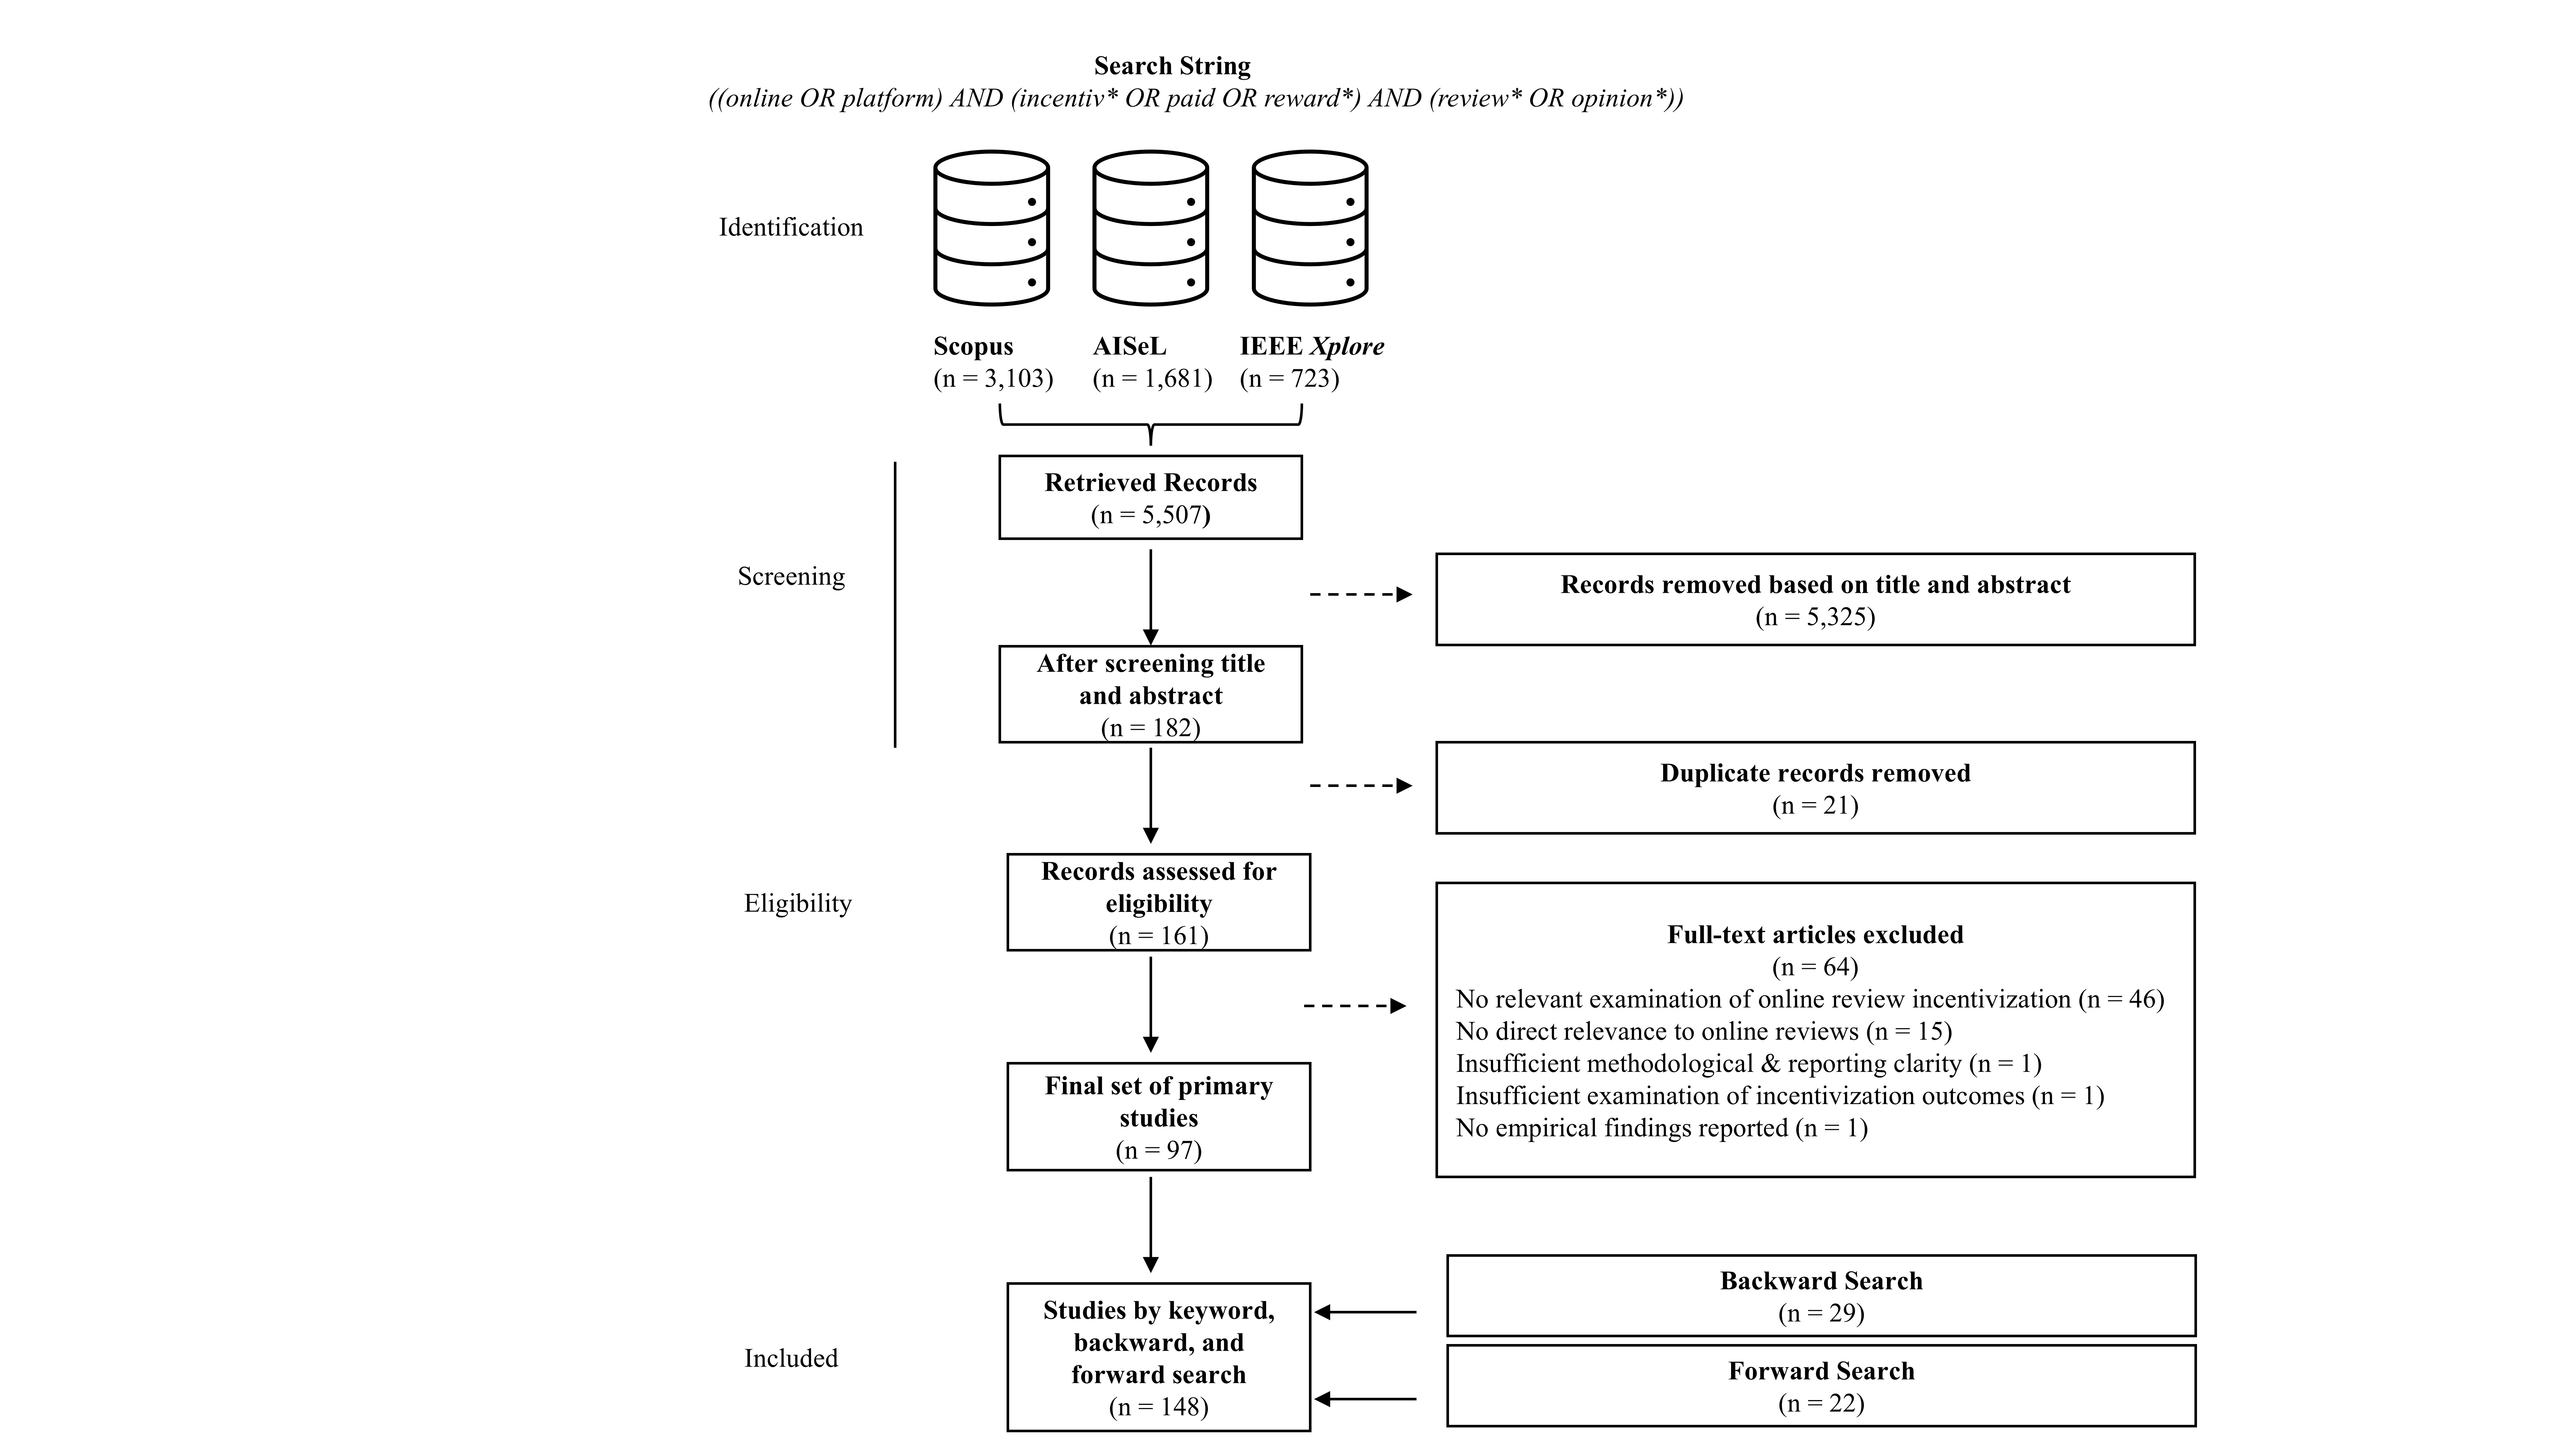 Search String
((online OR platform) AND (incentiv* OR paid OR reward*) AND (review* OR opinion*))
Identification
Scopus
(n = 3,103)
AISeL
(n = 1,681)
IEEE Xplore
(n = 723)
Retrieved Records
(n = 5,507)
Screening
Records removed based on title and abstract
(n = 5,325)
After screening title
and abstract
(n = 182)
Duplicate records removed
(n = 21)
Eligibility
Records assessed for
eligibility
(n = 161)
Full-text articles excluded
(n = 64)
No relevant examination of online review incentivization (n = 46)
No direct relevance to online reviews (n = 15)
Insufficient methodological & reporting clarity (n = 1)
Insufficient examination of incentivization outcomes (n = 1)
No empirical findings reported (n = 1)
Final set of primary
studies
(n = 97)
Included
Studies by keyword,
backward, and
forward search
(n = 148)
Backward Search
(n = 29)
Forward Search
(n = 22)